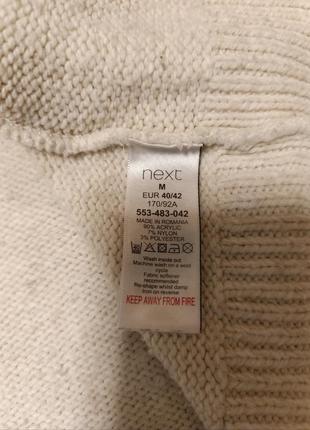 next
M
EUR 40/42
170/92A
553-483-042
MADE IN ROMANIA
90% ACRYLIC
7% NYLON
3% POLYESTER
Wash inside out
Machine wash on a wool
cycle
Fabric softener
recommended
Re-shape whilst damp
Iron on reverse
KEEP AWAY FROM FIRE